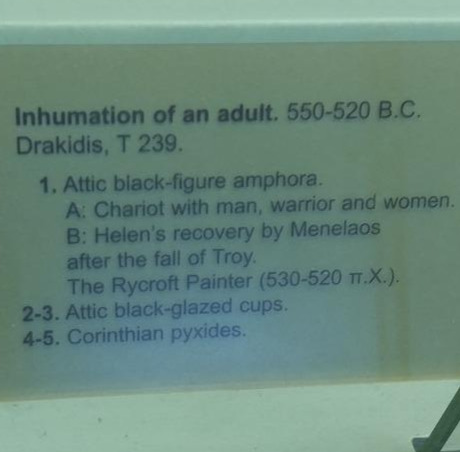 Inhumation of an adult. 550-520 B.C.
Drakidis, T 239.
1. Attic black-figure amphora.
A: Chariot with man, warrior and women.
B: Helen's recovery by Menelaos
after the fall of Troy.
The Rycroft Painter (530-520 π.Χ.).
2-3. Attic black-glazed cups.
4-5. Corinthian pyxides.